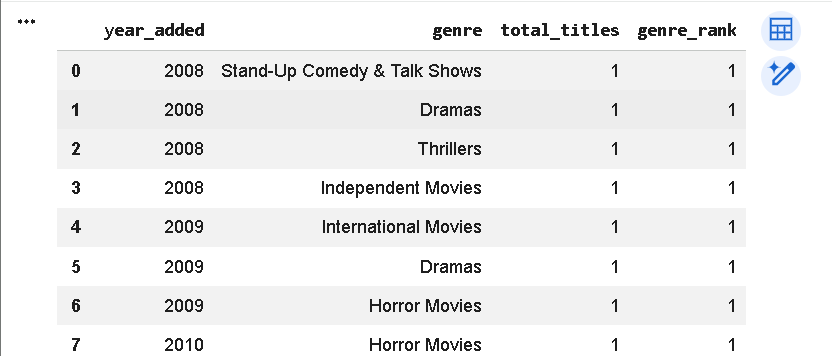 year_added genre total_titles genre_rank
0 2008 Stand-Up Comedy & Talk Shows 1 1
1 2008 Dramas 1 1
2 2008 Thrillers 1 1
3 2008 Independent Movies 1 1
4 2009 International Movies 1 1
5 2009 Dramas 1 1
6 2009 Horror Movies 1 1
7 2010 Horror Movies 1 1